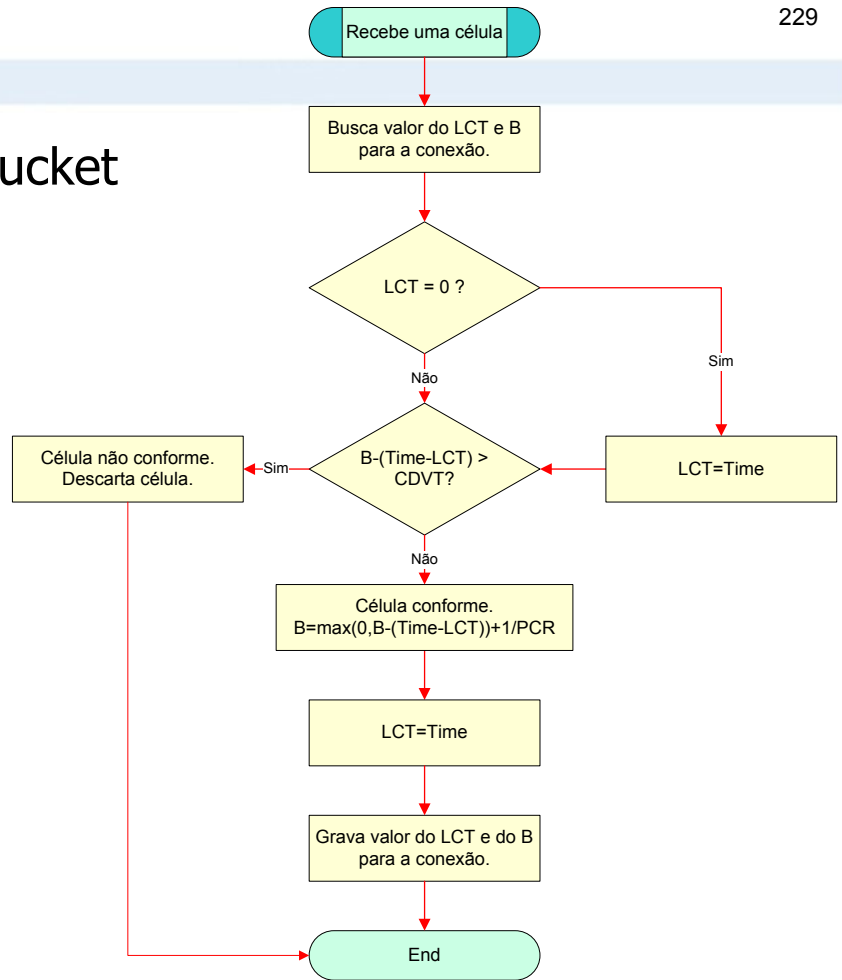 229
Recebe uma célula
ucket
Busca valor do LCT e B
para a conexão.
LCT = 0 ?
Sim
Não
Célula não conforme.
Descarta célula.
Sim
B-(Time-LCT) >
CDVT?
LCT=Time
Não
Célula conforme.
B=max(0,B-(Time-LCT))+1/PCR
LCT=Time
Grava valor do LCT e do B
para a conexão.
End